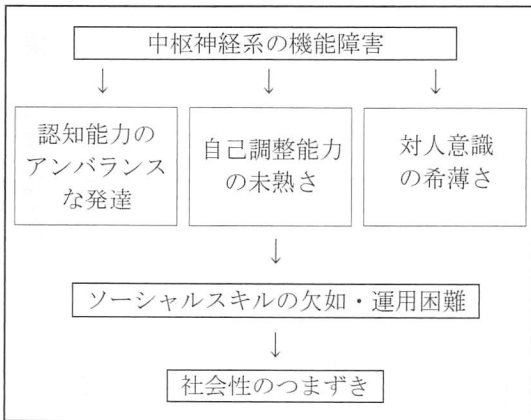 中枢神経系の機能障害
↓ ↓ ↓
認知能力の
アンバランス
な発達
自己調整能力
の未熟さ
対人意識
の希薄さ
↓
ソーシャルスキルの欠如・運用困難
↓
社会性のつまずき